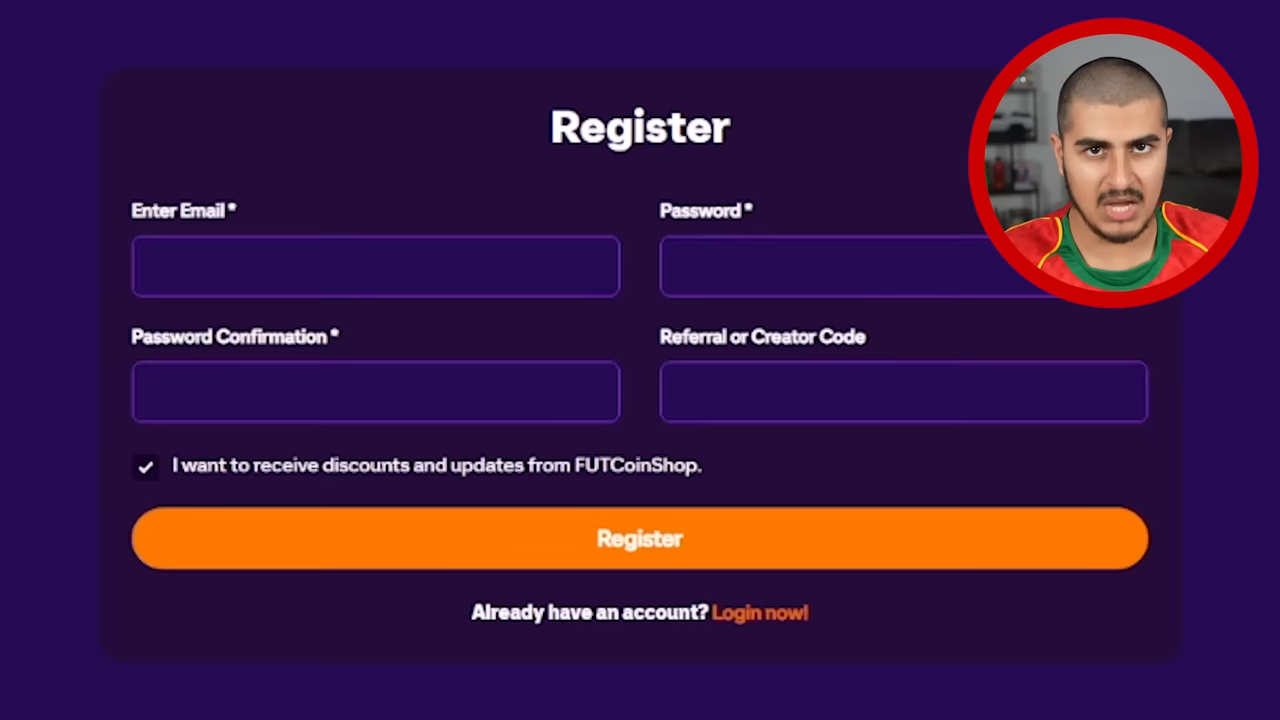 Register
Enter Email *
Password *
Password Confirmation *
Referral or Creator Code
I want to receive discounts and updates from FUTCoinShop.
Register
Already have an account? Login now!